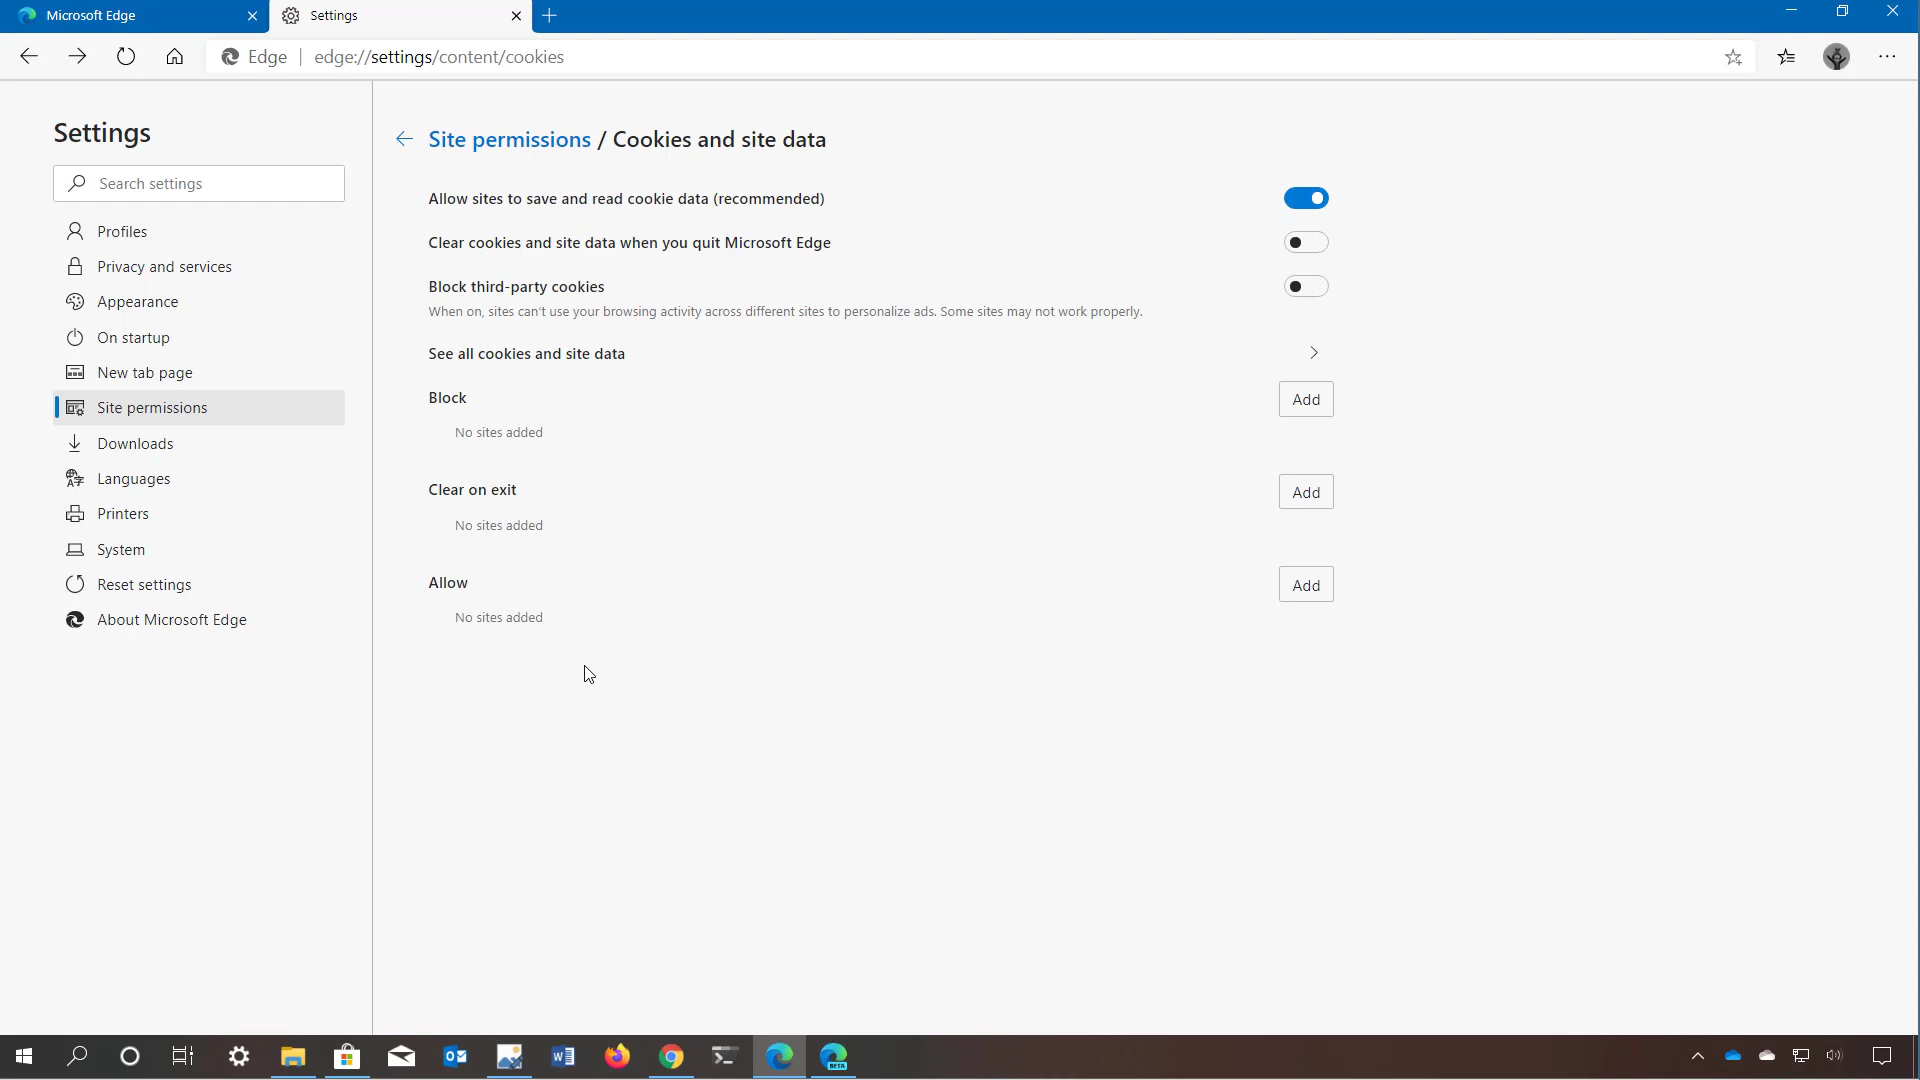 Microsoft Edge
Settings
Edge
edge://settings/content/cookies
Settings
Search settings
Profiles
Privacy and services
Appearance
On startup
New tab page
Site permissions
Downloads
Languages
Printers
System
Reset settings
About Microsoft Edge
Site permissions / Cookies and site data
Allow sites to save and read cookie data (recommended)
Clear cookies and site data when you quit Microsoft Edge
Block third-party cookies
When on, sites can't use your browsing activity across different sites to personalize ads. Some sites may not work properly.
See all cookies and site data
Block
Add
No sites added
Clear on exit
Add
No sites added
Allow
Add
No sites added
BETA